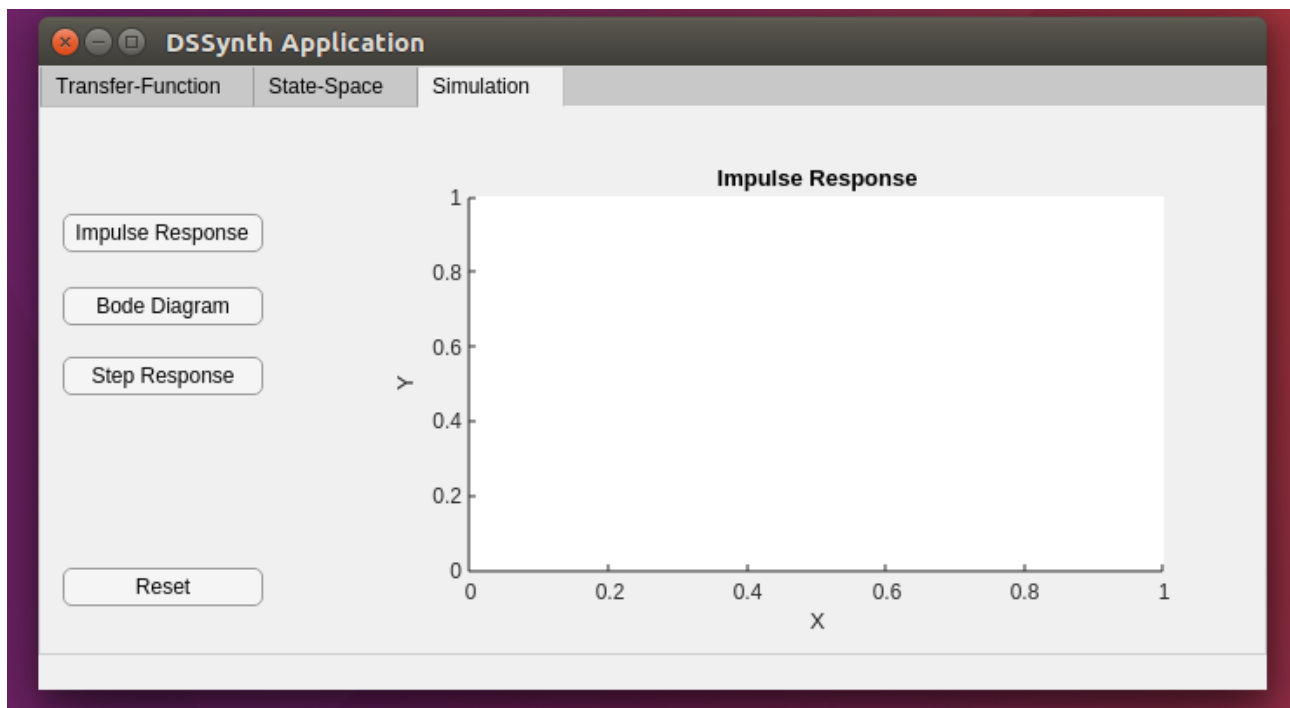 DSSynth Application
Transfer-Function State-Space Simulation
Impulse Response
Bode Diagram
Step Response
Reset
Impulse Response
1
0.8
0.6
0.4
0.2
0
Y
0 0.2 0.4 0.6 0.8 1
X